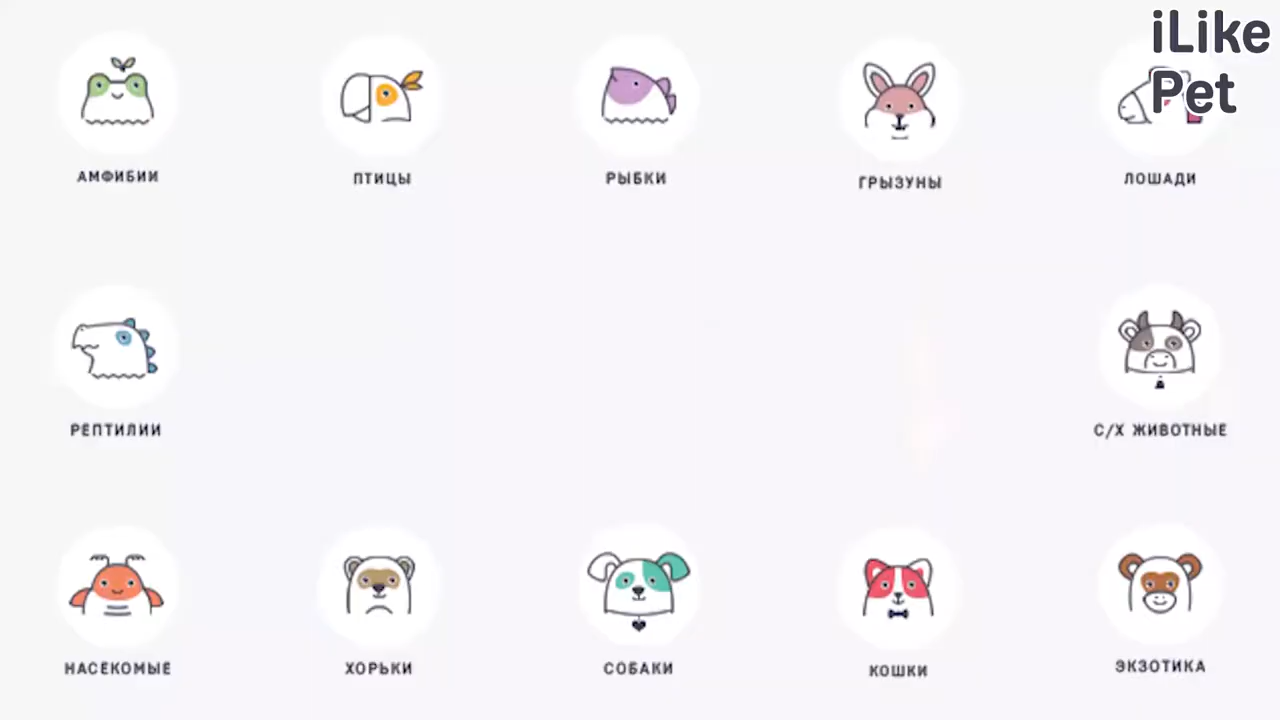 iLike
Pet
АМФИБИИ
ПТИЦЫ
РЫБКИ
ГРЫЗУНЫ
ЛОШАДИ
РЕПТИЛИИ
С/Х ЖИВОТНЫЕ
НАСЕКОМЫЕ
ХОРЬКИ
СОБАКИ
КОШКИ
ЭКЗОТИКА